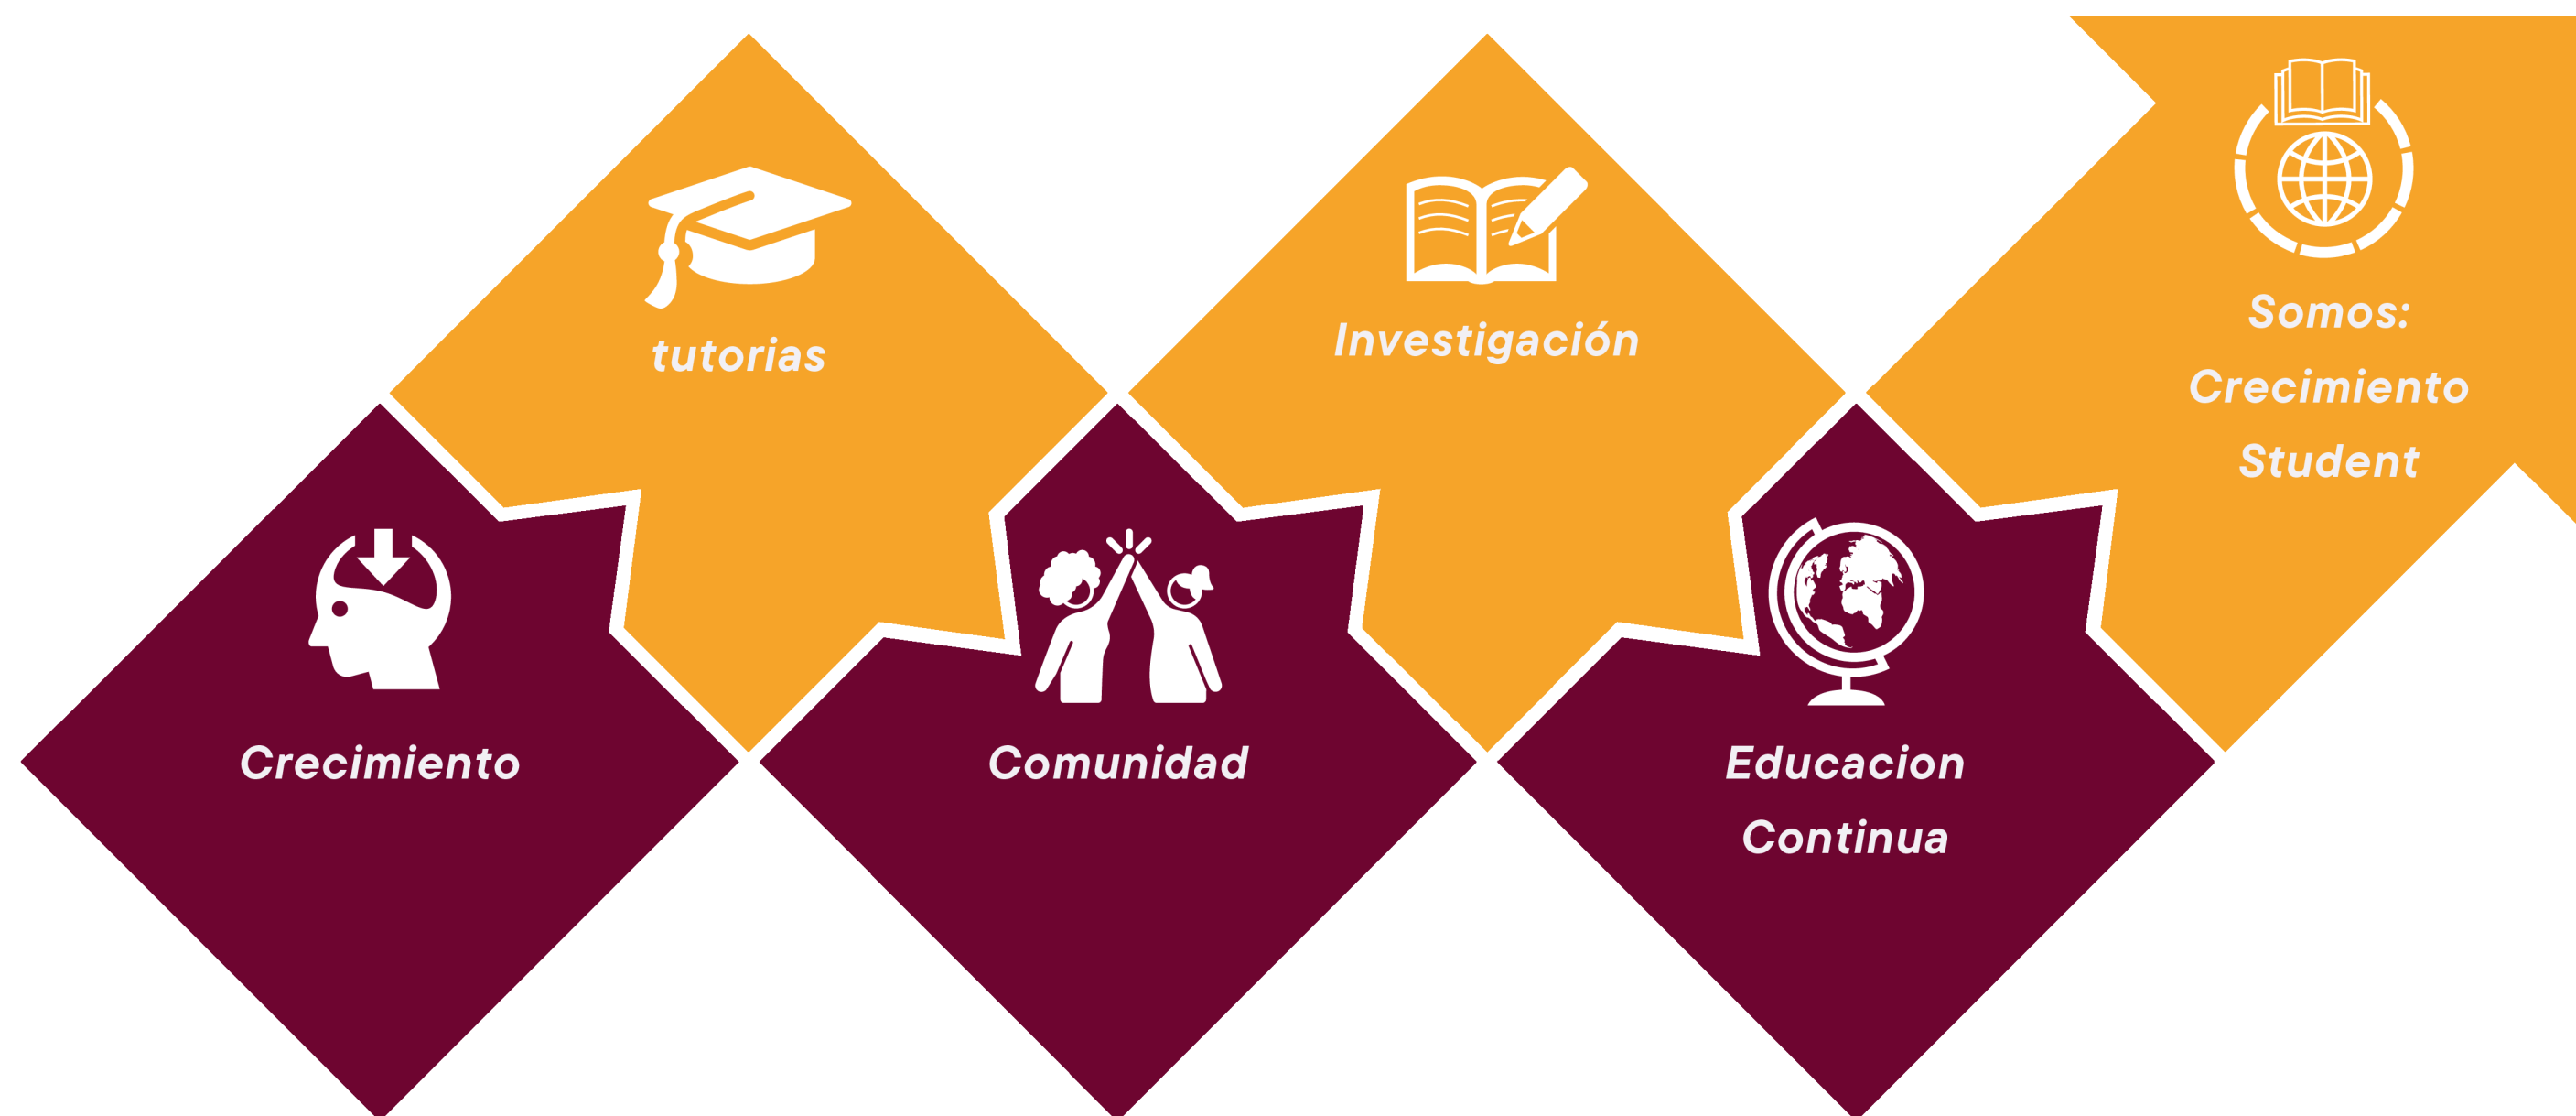 tutorias
Investigación
Somos:
Crecimiento
Student
Crecimiento
Comunidad
Educacion
Continua